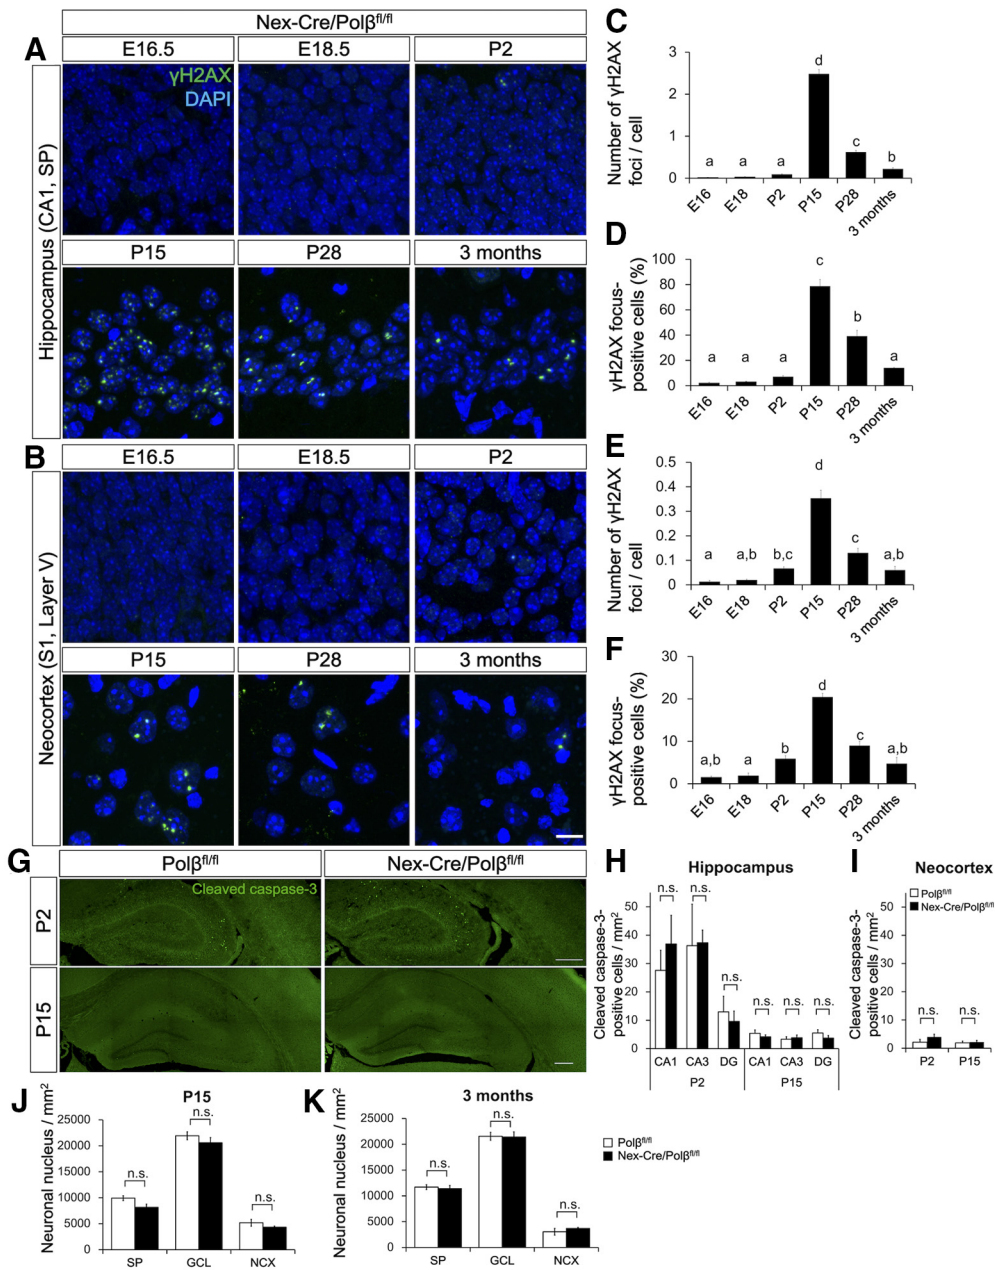 Nex-Cre/Polβfl/fl
A
E16.5
E18.5
P2
Hippocampus (CA1, SP)
γH2AX
DAPI
P15
P28
3 months
B
E16.5
E18.5
P2
Neocortex (S1, Layer V)
P15
P28
3 months
C
Number of γH2AX
foci / cell
3
2
1
0
a
a
a
d
c
b
E16
E18
P2
P15
P28
3 months
D
γH2AX focus-
positive cells (%)
100
80
60
40
20
0
a
a
a
c
b
a
E16
E18
P2
P15
P28
3 months
E
Number of γH2AX
foci / cell
0.5
0.4
0.3
0.2
0.1
0
a
a,b
b,c
d
c
a,b
E16
E18
P2
P15
P28
3 months
F
γH2AX focus-
positive cells (%)
30
20
10
0
a,b
a
b
d
c
a,b
E16
E18
P2
P15
P28
3 months
G
Polβfl/fl
Nex-Cre/Polβfl/fl
P2
Cleaved caspase-3
P15
H
Hippocampus
Cleaved caspase-3-
positive cells / mm2
50
40
30
20
10
0
n.s.
n.s.
n.s.
n.s.
n.s.
n.s.
CA1
CA3
DG
CA1
CA3
DG
P2
P15
I
Neocortex
Polβfl/fl
Nex-Cre/Polβfl/fl
Cleaved caspase-3-
positive cells / mm2
50
40
30
20
10
0
n.s.
n.s.
P2
P15
J
P15
Neuronal nucleus / mm2
25000
20000
15000
10000
5000
0
n.s.
n.s.
n.s.
SP
GCL
NCX
K
3 months
Neuronal nucleus / mm2
25000
20000
15000
10000
5000
0
n.s.
n.s.
n.s.
SP
GCL
NCX
Polβfl/fl
Nex-Cre/Polβfl/fl